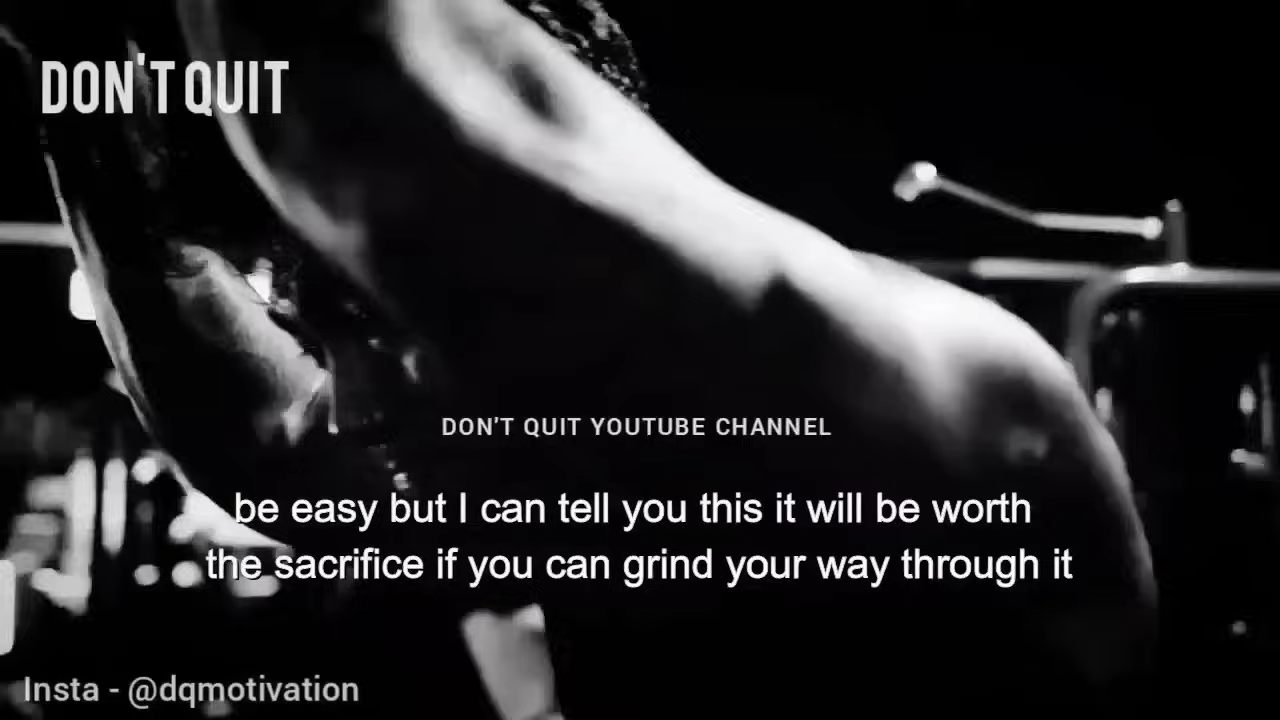 DON'T QUIT
DON'T QUIT YOUTUBE CHANNEL
be easy but I can tell you this it will be worth
the sacrifice if you can grind your way through it
Insta - @dqmotivation